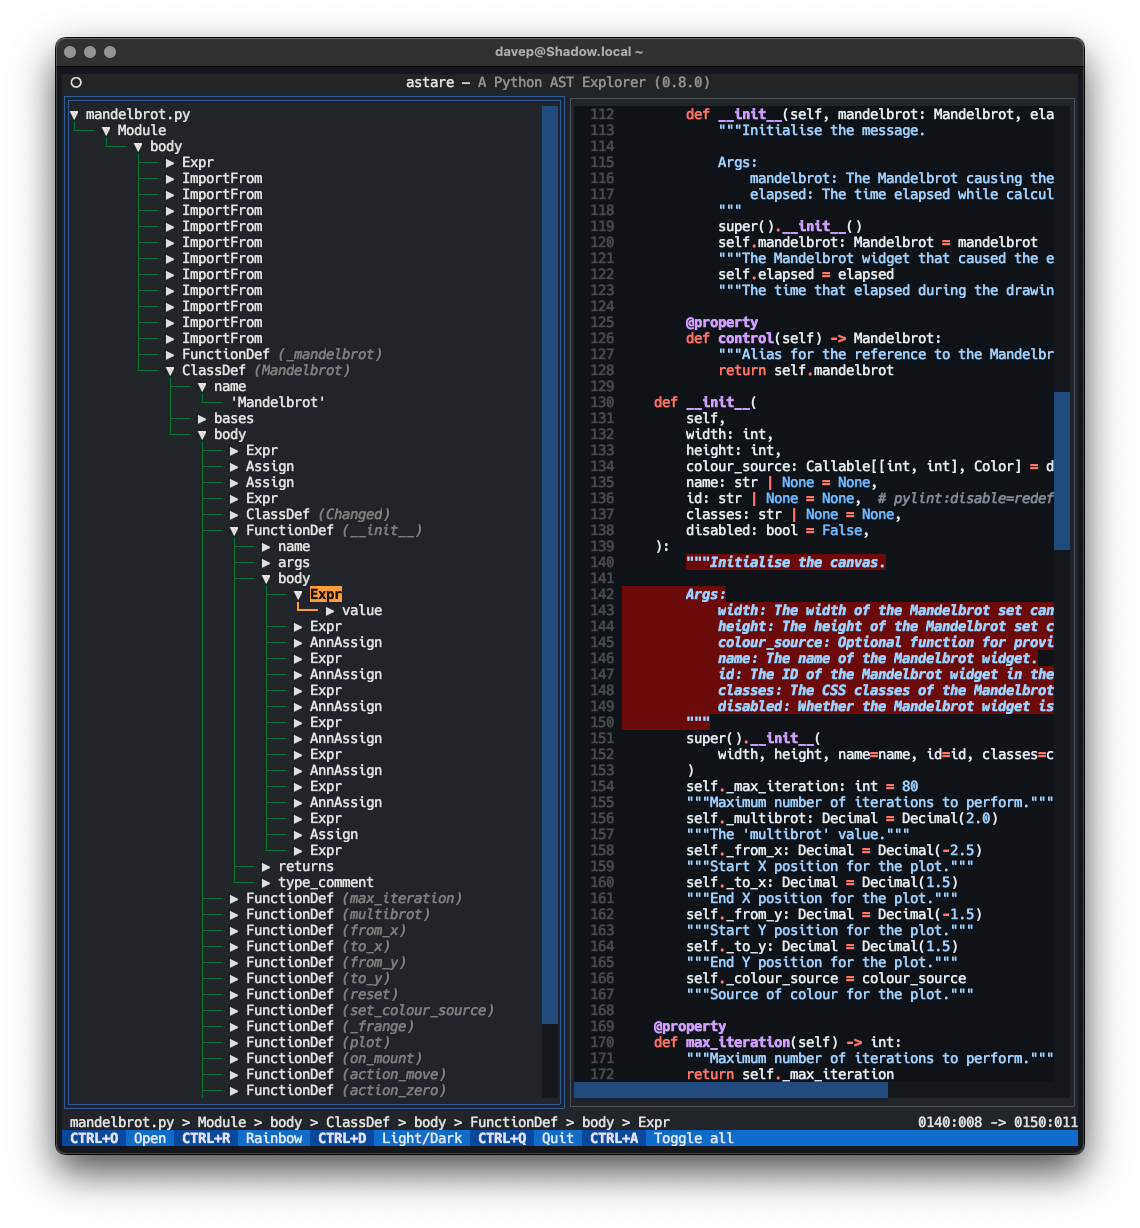 davep@Shadow.local ~
astare — A Python AST Explorer (0.8.0)
▼ mandelbrot.py
▼ Module
▼ body
▶ Expr
▶ ImportFrom
▶ ImportFrom
▶ ImportFrom
▶ ImportFrom
▶ ImportFrom
▶ ImportFrom
▶ ImportFrom
▶ ImportFrom
▶ ImportFrom
▶ ImportFrom
▶ ImportFrom
▶ FunctionDef (_mandelbrot)
▼ ClassDef (Mandelbrot)
▼ name
'Mandelbrot'
▶ bases
▼ body
▶ Expr
▶ Assign
▶ Assign
▶ Expr
▶ ClassDef (Changed)
▼ FunctionDef (__init__)
▶ name
▶ args
▼ body
▼ Expr
▶ value
▶ Expr
▶ AnnAssign
▶ Expr
▶ AnnAssign
▶ Expr
▶ AnnAssign
▶ Expr
▶ AnnAssign
▶ Expr
▶ AnnAssign
▶ Expr
▶ AnnAssign
▶ Expr
▶ Assign
▶ Expr
▶ returns
▶ type_comment
▶ FunctionDef (max_iteration)
▶ FunctionDef (multibrot)
▶ FunctionDef (from_x)
▶ FunctionDef (to_x)
▶ FunctionDef (from_y)
▶ FunctionDef (to_y)
▶ FunctionDef (reset)
▶ FunctionDef (set_colour_source)
▶ FunctionDef (_frange)
▶ FunctionDef (plot)
▶ FunctionDef (on_mount)
▶ FunctionDef (action_move)
▶ FunctionDef (action_zero)
112 def __init__(self, mandelbrot: Mandelbrot, ela
113 """Initialise the message.
114
115 Args:
116 mandelbrot: The Mandelbrot causing the
117 elapsed: The time elapsed while calcul
118 """
119 super().__init__()
120 self.mandelbrot: Mandelbrot = mandelbrot
121 """The Mandelbrot widget that caused the e
122 self.elapsed = elapsed
123 """The time that elapsed during the drawin
124
125 @property
126 def control(self) -> Mandelbrot:
127 """Alias for the reference to the Mandelbr
128 return self.mandelbrot
129
130 def __init__(
131 self,
132 width: int,
133 height: int,
134 colour_source: Callable[[int, int], Color] = d
135 name: str | None = None,
136 id: str | None = None,  # pylint:disable=redef
137 classes: str | None = None,
138 disabled: bool = False,
139 ):
140 """Initialise the canvas.
141
142 Args:
143 width: The width of the Mandelbrot set can
144 height: The height of the Mandelbrot set c
145 colour_source: Optional function for provi
146 name: The name of the Mandelbrot widget.
147 id: The ID of the Mandelbrot widget in the
148 classes: The CSS classes of the Mandelbrot
149 disabled: Whether the Mandelbrot widget is
150 """
151 super().__init__(
152 width, height, name=name, id=id, classes=c
153 )
154 self._max_iteration: int = 80
155 """Maximum number of iterations to perform."""
156 self._multibrot: Decimal = Decimal(2.0)
157 """The 'multibrot' value."""
158 self._from_x: Decimal = Decimal(-2.5)
159 """Start X position for the plot."""
160 self._to_x: Decimal = Decimal(1.5)
161 """End X position for the plot."""
162 self._from_y: Decimal = Decimal(-1.5)
163 """Start Y position for the plot."""
164 self._to_y: Decimal = Decimal(1.5)
165 """End Y position for the plot."""
166 self._colour_source = colour_source
167 """Source of colour for the plot."""
168
169 @property
170 def max_iteration(self) -> int:
171 """Maximum number of iterations to perform."""
172 return self._max_iteration
mandelbrot.py > Module > body > ClassDef > body > FunctionDef > body > Expr 0140:008 -> 0150:011
CTRL+O Open CTRL+R Rainbow CTRL+D Light/Dark CTRL+Q Quit CTRL+A Toggle all